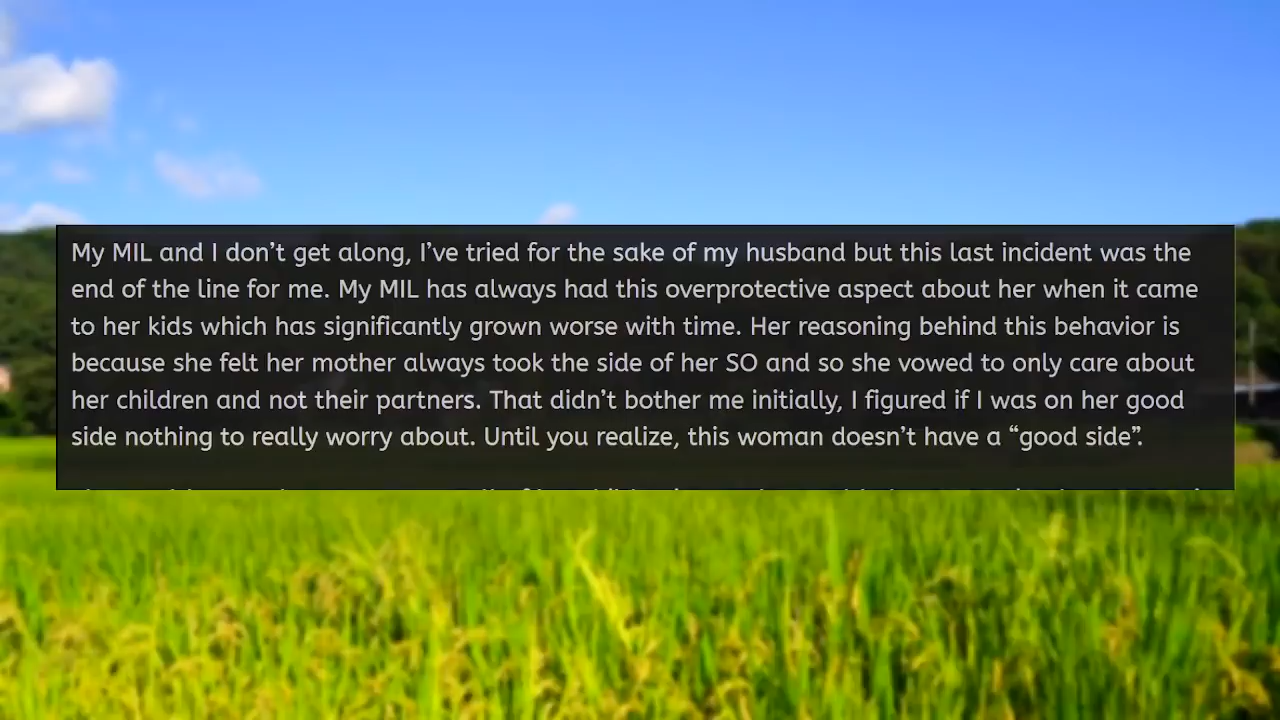 My MIL and I don’t get along, I’ve tried for the sake of my husband but this last incident was the
end of the line for me. My MIL has always had this overprotective aspect about her when it came
to her kids which has significantly grown worse with time. Her reasoning behind this behavior is
because she felt her mother always took the side of her SO and so she vowed to only care about
her children and not their partners. That didn’t bother me initially, I figured if I was on her good
side nothing to really worry about. Until you realize, this woman doesn’t have a “good side”.